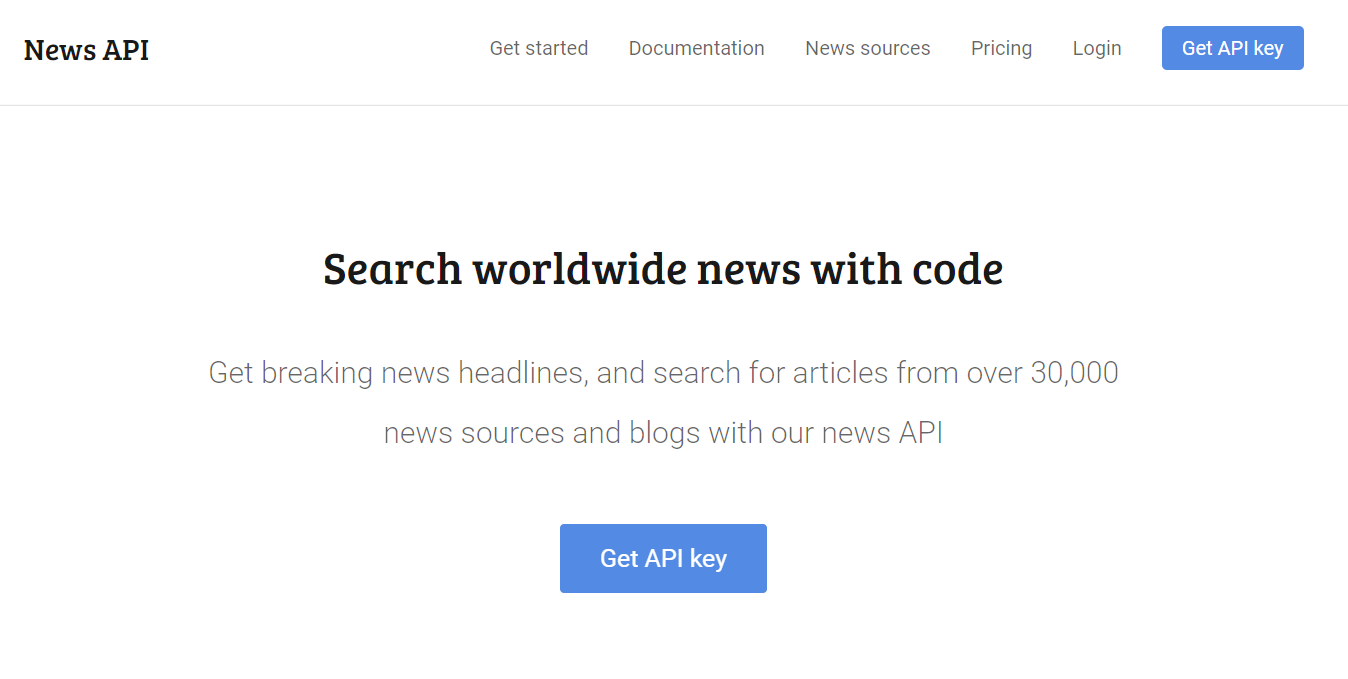 News API
Get started
Documentation
News sources
Pricing
Login
Get API key
Search worldwide news with code
Get breaking news headlines, and search for articles from over 30,000
news sources and blogs with our news API
Get API key